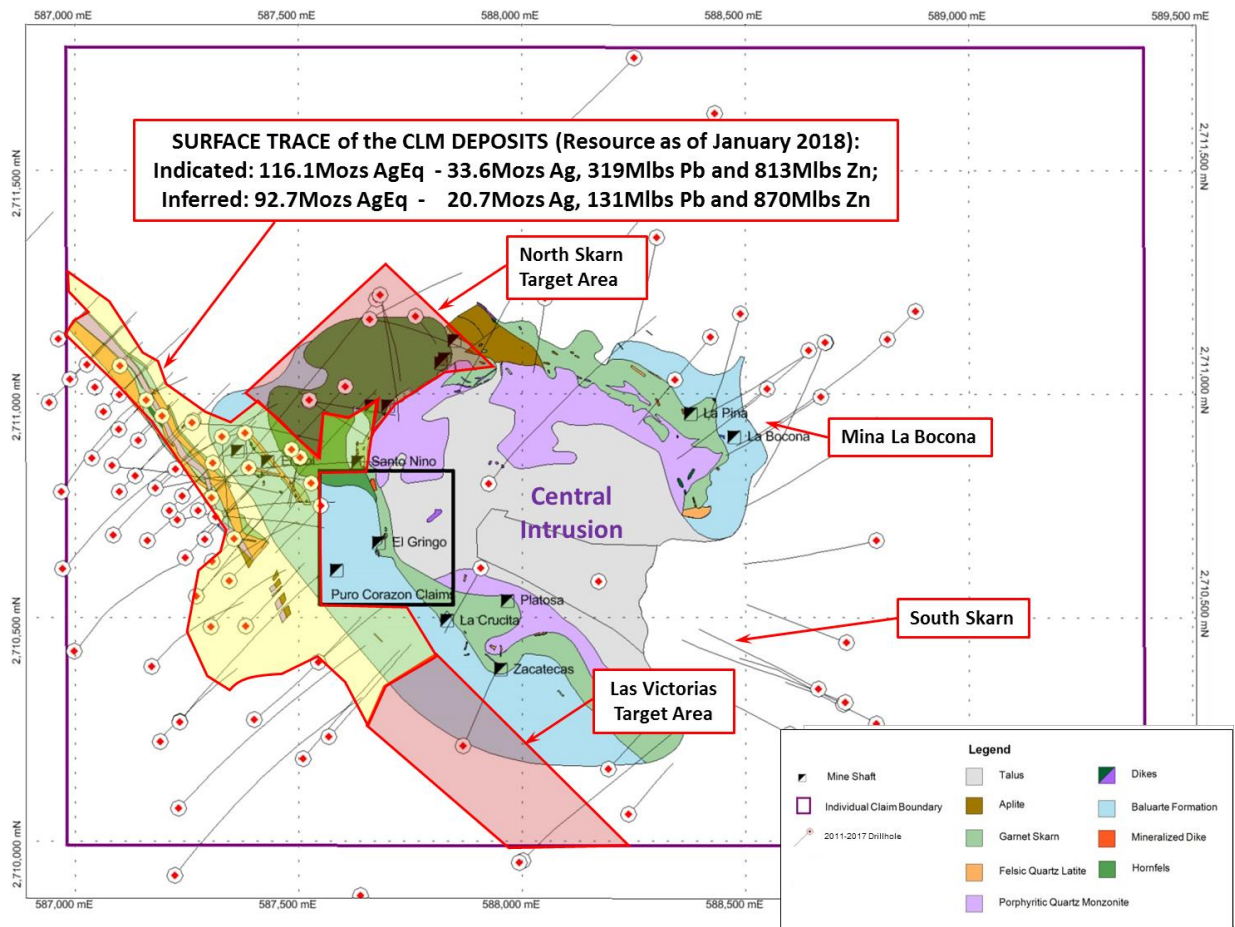 587,000 mE
587,500 mE
588,000 mE
588,500 mE
589,000 mE
589,500 mE
2,711,500 mN
2,711,500 mN
SURFACE TRACE of the CLM DEPOSITS (Resource as of January 2018):
Indicated: 116.1Mozs AgEq - 33.6Mozs Ag, 319Mlbs Pb and 813Mlbs Zn;
Inferred: 92.7Mozs AgEq - 20.7Mozs Ag, 131Mlbs Pb and 870Mlbs Zn
North Skarn
Target Area
2,711,000 mN
2,711,000 mN
La Pina
La Bocona
Mina La Bocona
Santo Nino
Central
Intrusion
El Gringo
Puro Corazon Claims
Platosa
La Crucita
Zacatecas
2,710,500 mN
2,710,500 mN
South Skarn
Las Victorias
Target Area
2,710,000 mN
587,000 mE
587,500 mE
588,000 mE
588,500 mE
Legend
Mine Shaft
Individual Claim Boundary
2011-2017 Drillhole
Talus
Aplite
Garnet Skarn
Felsic Quartz Latite
Porphyritic Quartz Monzonite
Dikes
Baluarte Formation
Mineralized Dike
Hornfels